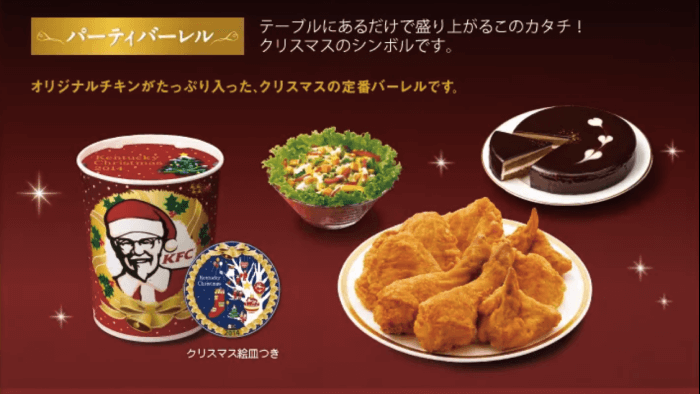 パーティバーレル
テーブルにあるだけで盛り上がるこのカタチ！
クリスマスのシンボルです。
オリジナルチキンがたっぷり入った、クリスマスの定番バーレルです。
Kentucky
Christmas
2014
KFC
Kentucky
Christmas
2014
クリスマス絵皿つき